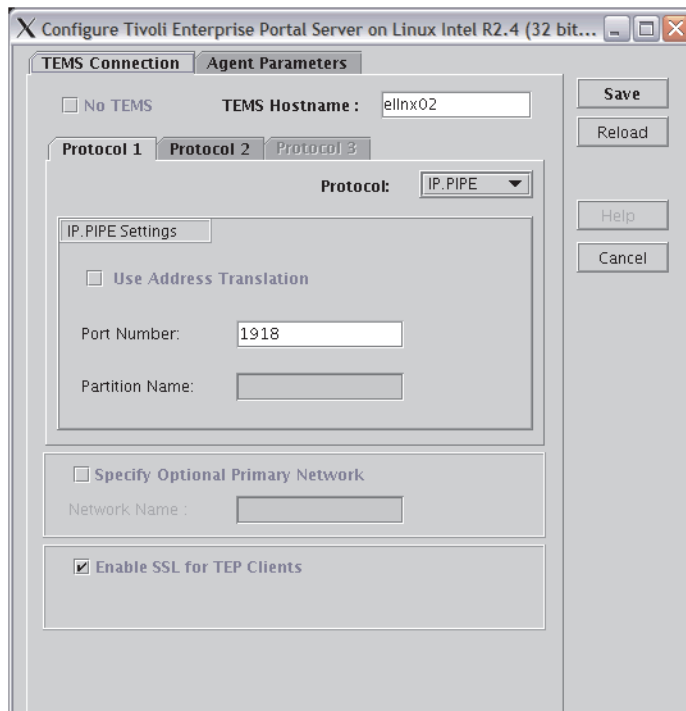 Configure Tivoli Enterprise Portal Server on Linux Intel R2.4 (32 bit...
TEMS Connection Agent Parameters
No TEMS TEMS Hostname : ellnx02
Save
Reload
Protocol 1 Protocol 2 Protocol 3
Protocol: IP.PIPE
Help
IP.PIPE Settings
Cancel
Use Address Translation
Port Number: 1918
Partition Name:
Specify Optional Primary Network
Network Name :
Enable SSL for TEP Clients